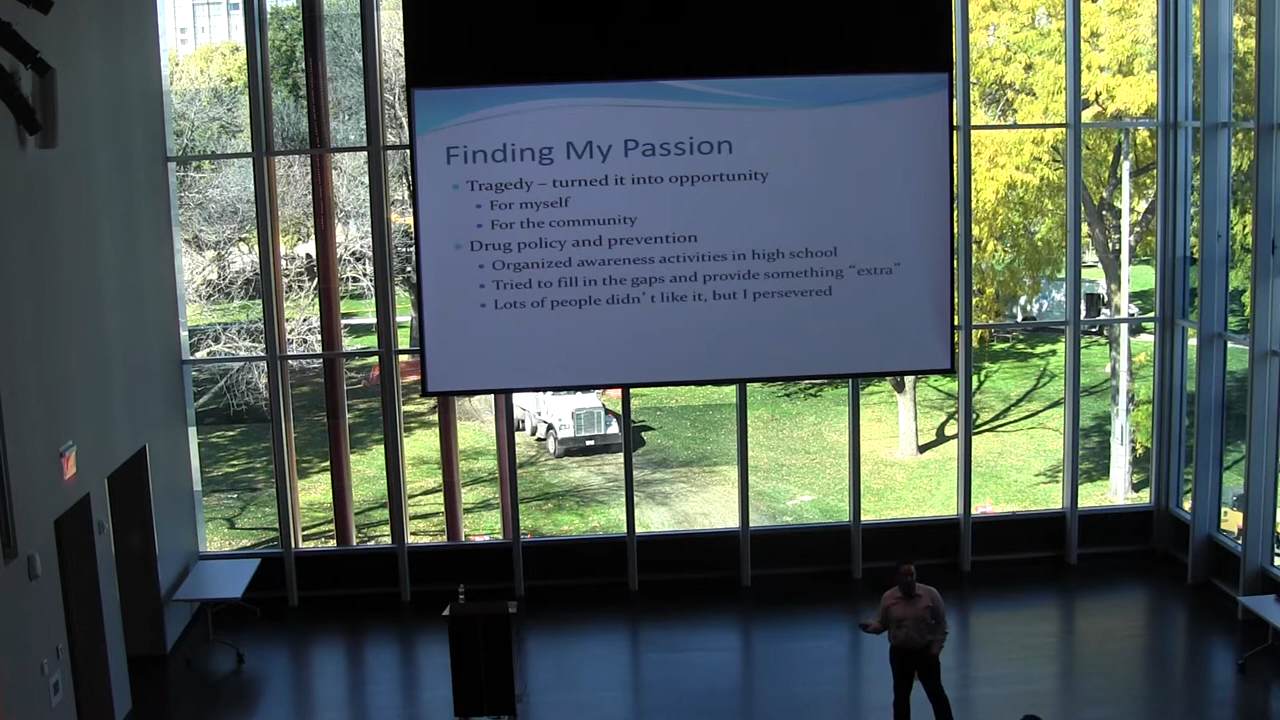 Finding My Passion
Tragedy – turned it into opportunity
For myself
For the community
Drug policy and prevention
Organized awareness activities in high school
Tried to fill in the gaps and provide something “extra”
Lots of people didn’ t like it, but I persevered